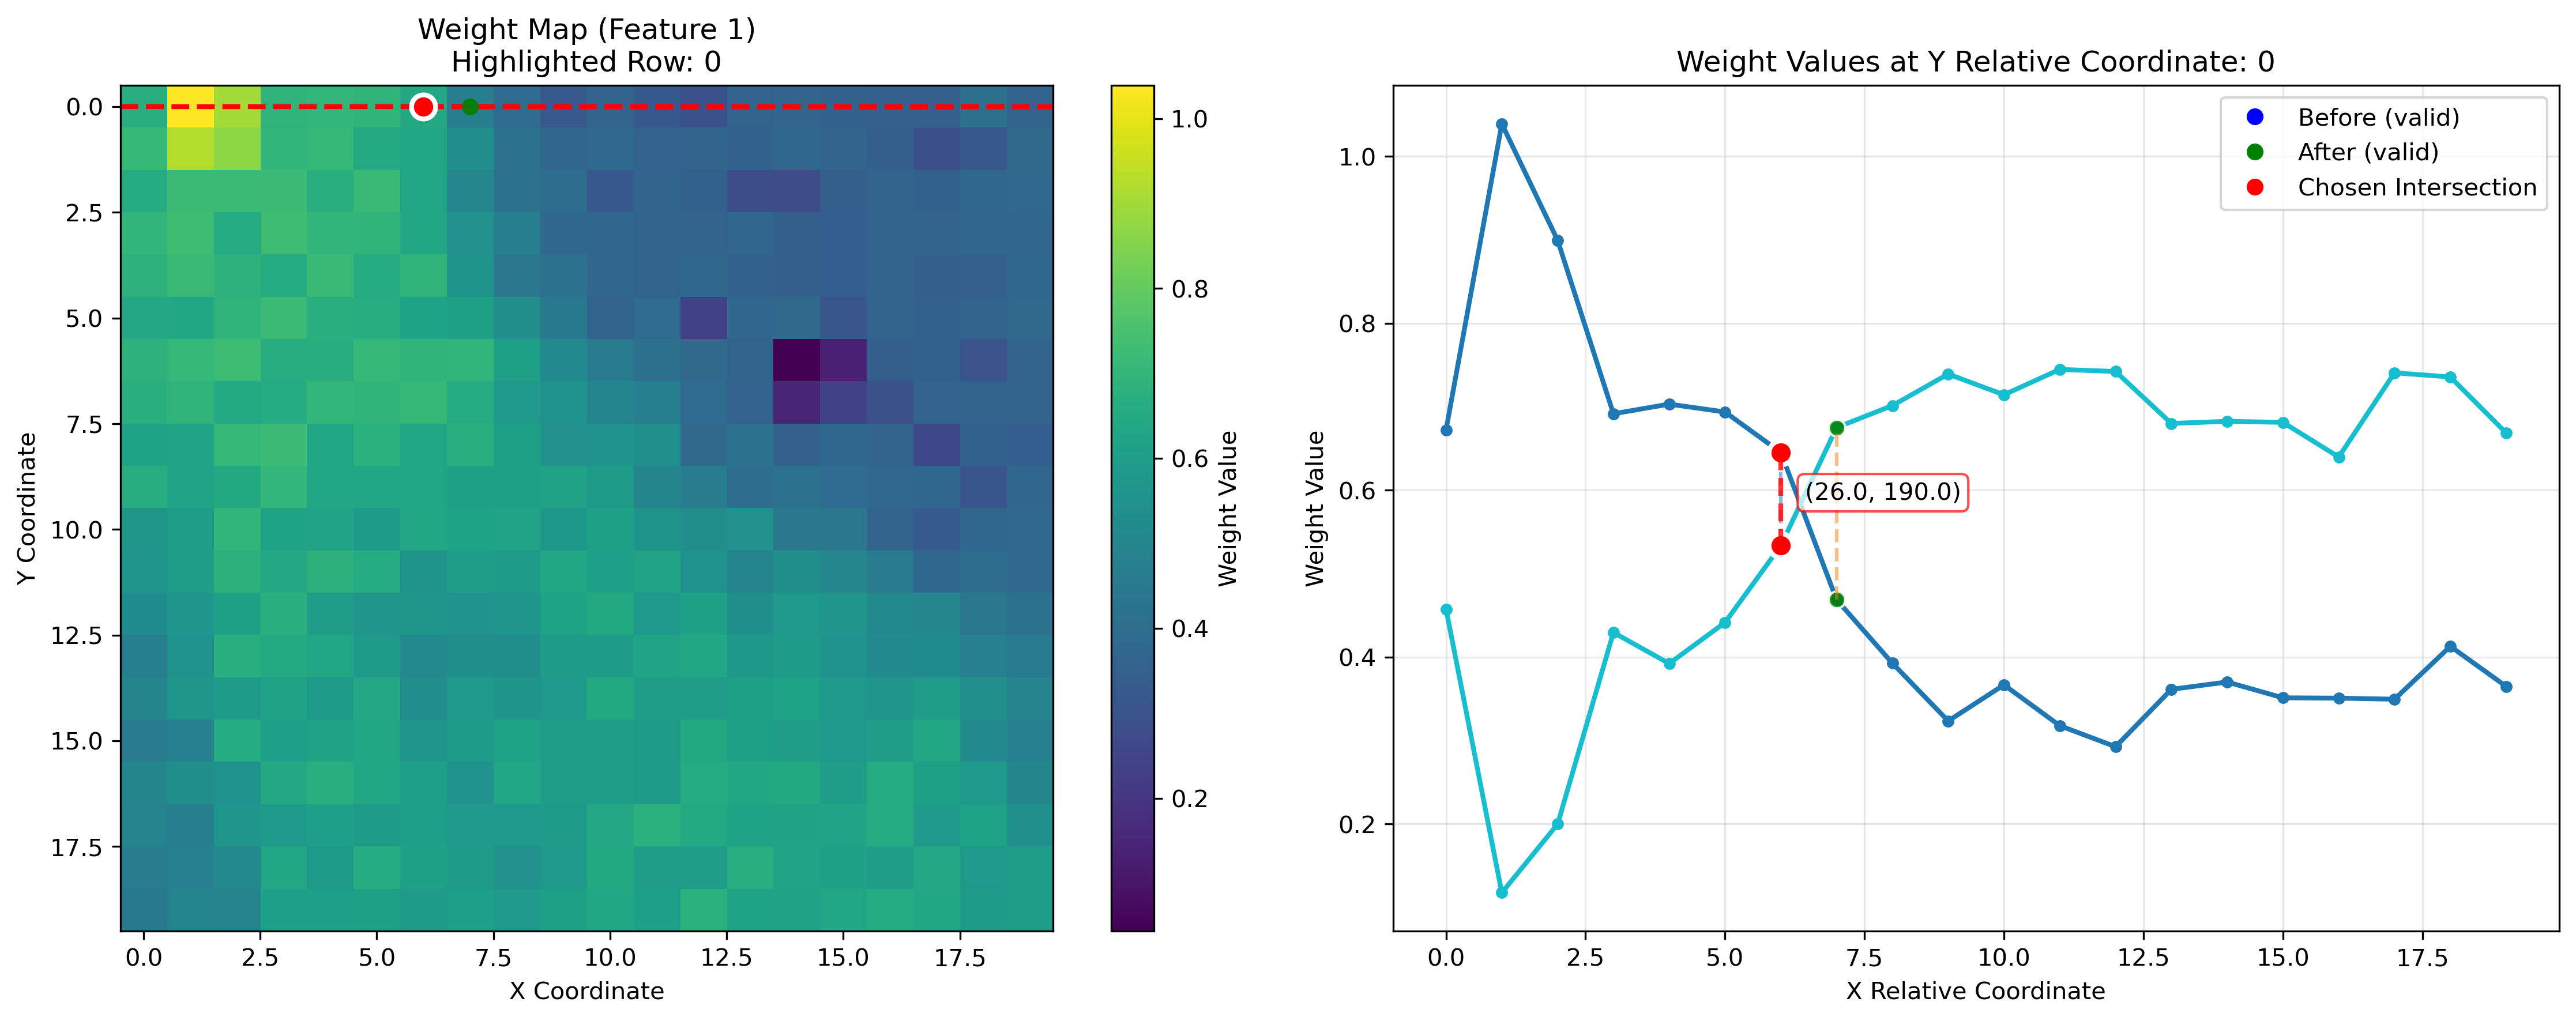 Weight Map (Feature 1)
Highlighted Row: 0
Y Coordinate
0.0
2.5
5.0
7.5
10.0
12.5
15.0
17.5
0.0 2.5 5.0 7.5 10.0 12.5 15.0 17.5
X Coordinate
1.0
0.8
0.6
0.4
0.2
Weight Value
Weight Values at Y Relative Coordinate: 0
Weight Value
1.0
0.8
0.6
0.4
0.2
Before (valid)
After (valid)
Chosen Intersection
(26.0, 190.0)
0.0 2.5 5.0 7.5 10.0 12.5 15.0 17.5
X Relative Coordinate